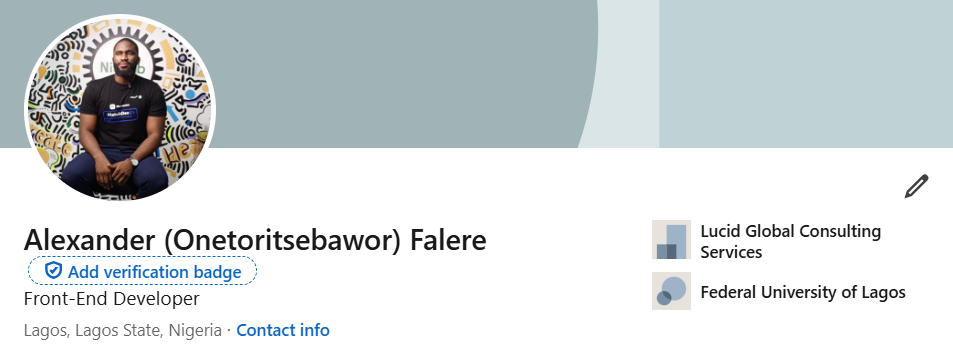 Alexander (Onetoritsebawor) Falere
Add verification badge
Front-End Developer
Lagos, Lagos State, Nigeria · Contact info
Lucid Global Consulting
Services
Federal University of Lagos